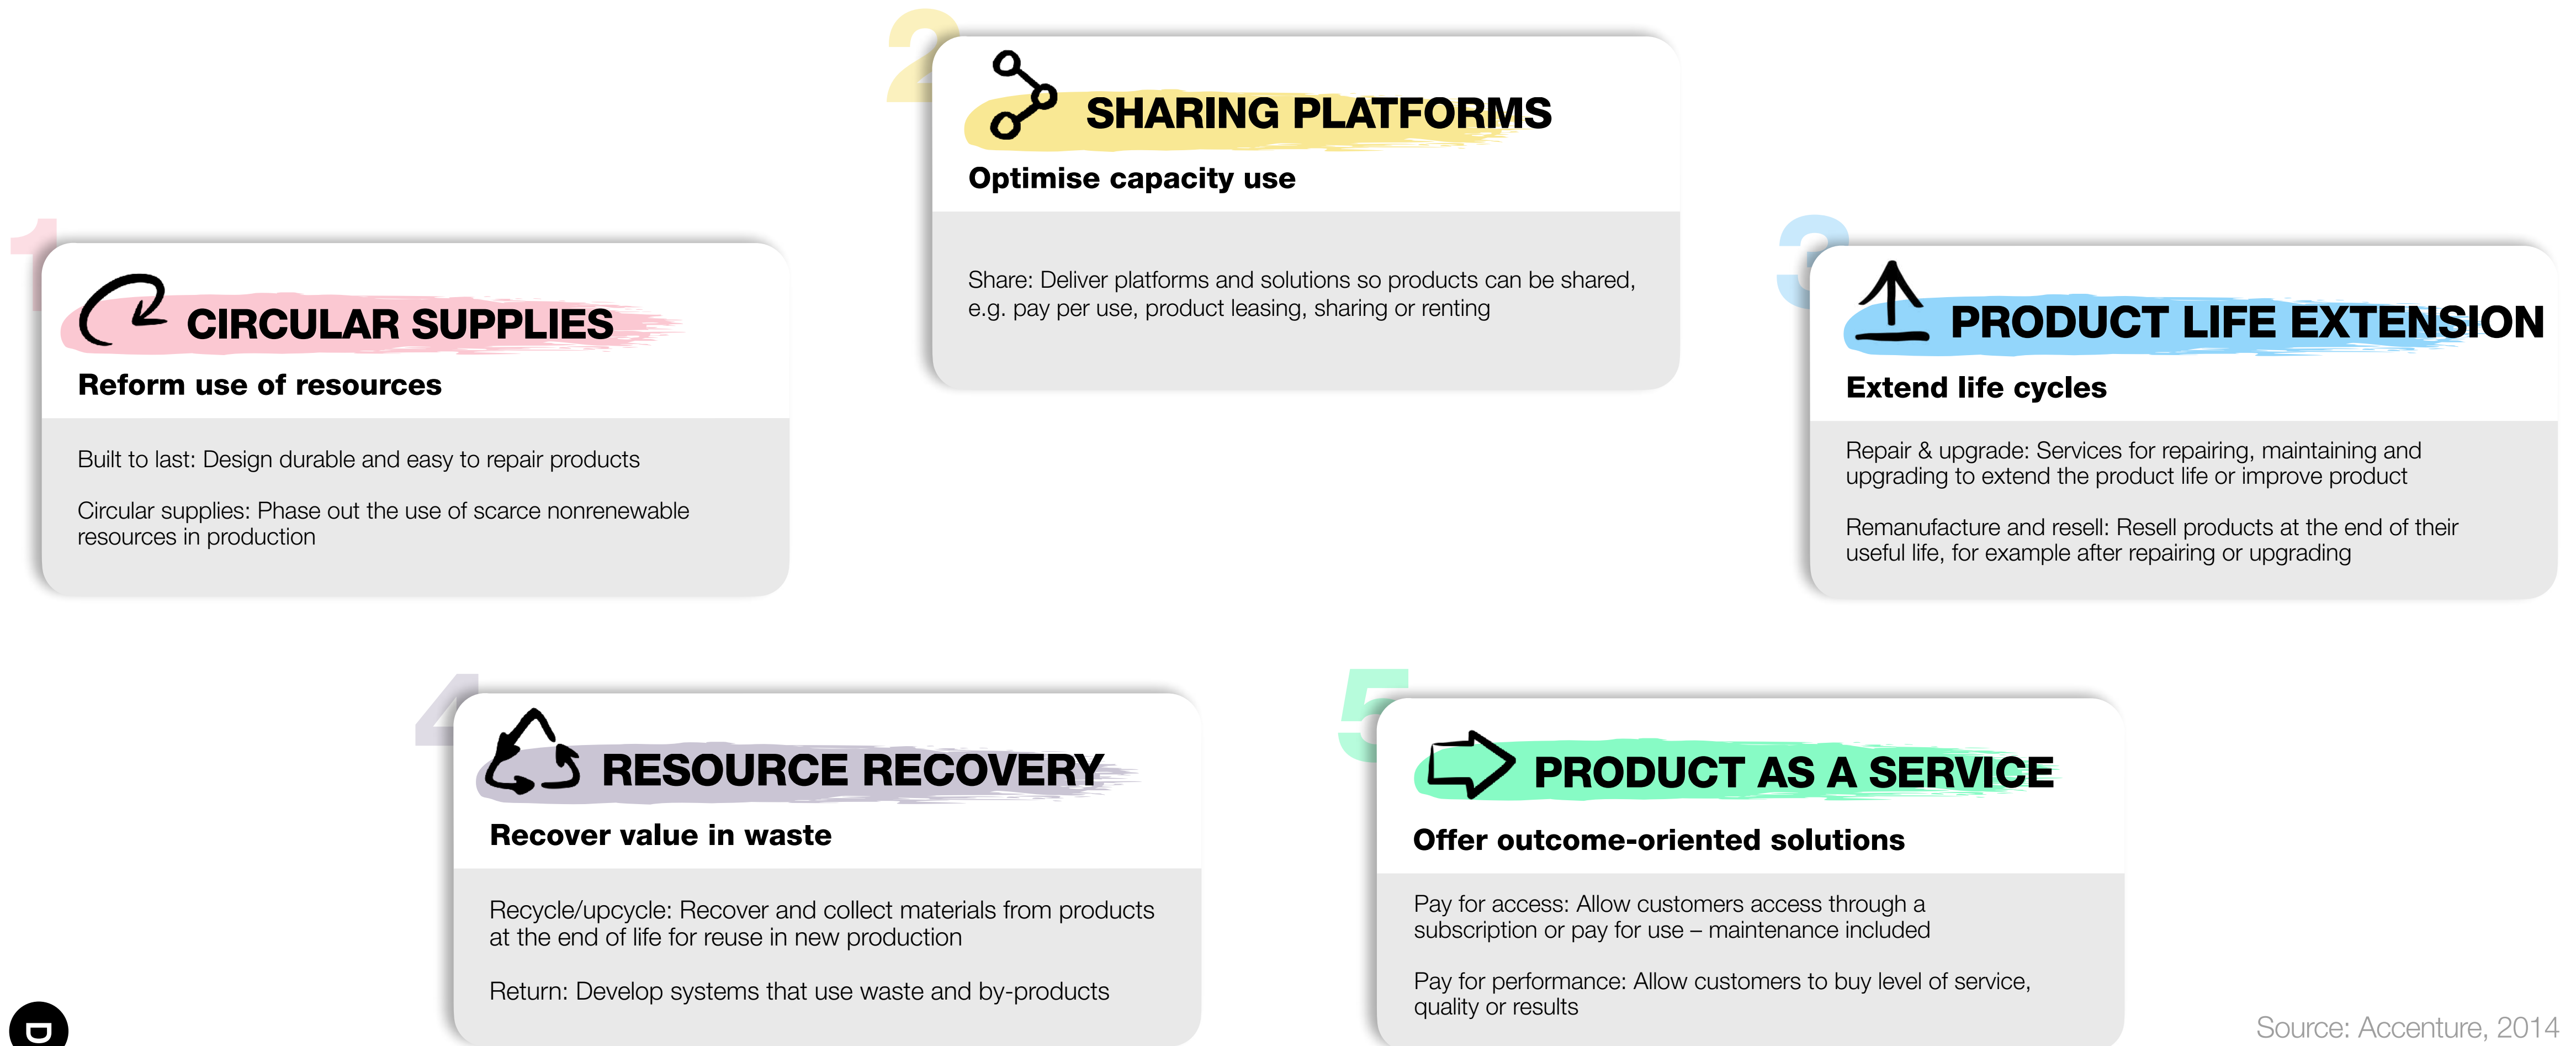 1
CIRCULAR SUPPLIES
Reform use of resources
Built to last: Design durable and easy to repair products
Circular supplies: Phase out the use of scarce nonrenewable
resources in production
2
SHARING PLATFORMS
Optimise capacity use
Share: Deliver platforms and solutions so products can be shared,
e.g. pay per use, product leasing, sharing or renting
3
PRODUCT LIFE EXTENSION
Extend life cycles
Repair & upgrade: Services for repairing, maintaining and
upgrading to extend the product life or improve product
Remanufacture and resell: Resell products at the end of their
useful life, for example after repairing or upgrading
4
RESOURCE RECOVERY
Recover value in waste
Recycle/upcycle: Recover and collect materials from products
at the end of life for reuse in new production
Return: Develop systems that use waste and by-products
5
PRODUCT AS A SERVICE
Offer outcome-oriented solutions
Pay for access: Allow customers access through a
subscription or pay for use – maintenance included
Pay for performance: Allow customers to buy level of service,
quality or results
D
Source: Accenture, 2014